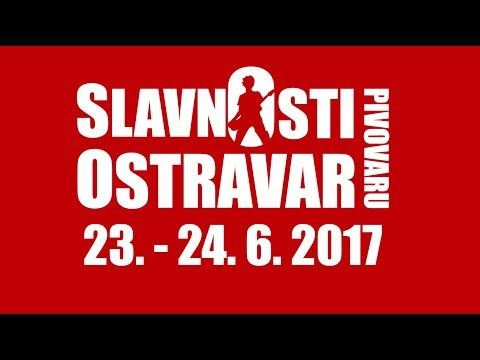 SLAVNOSTI
PIVOVARU
OSTRAVAR
23. - 24. 6. 2017